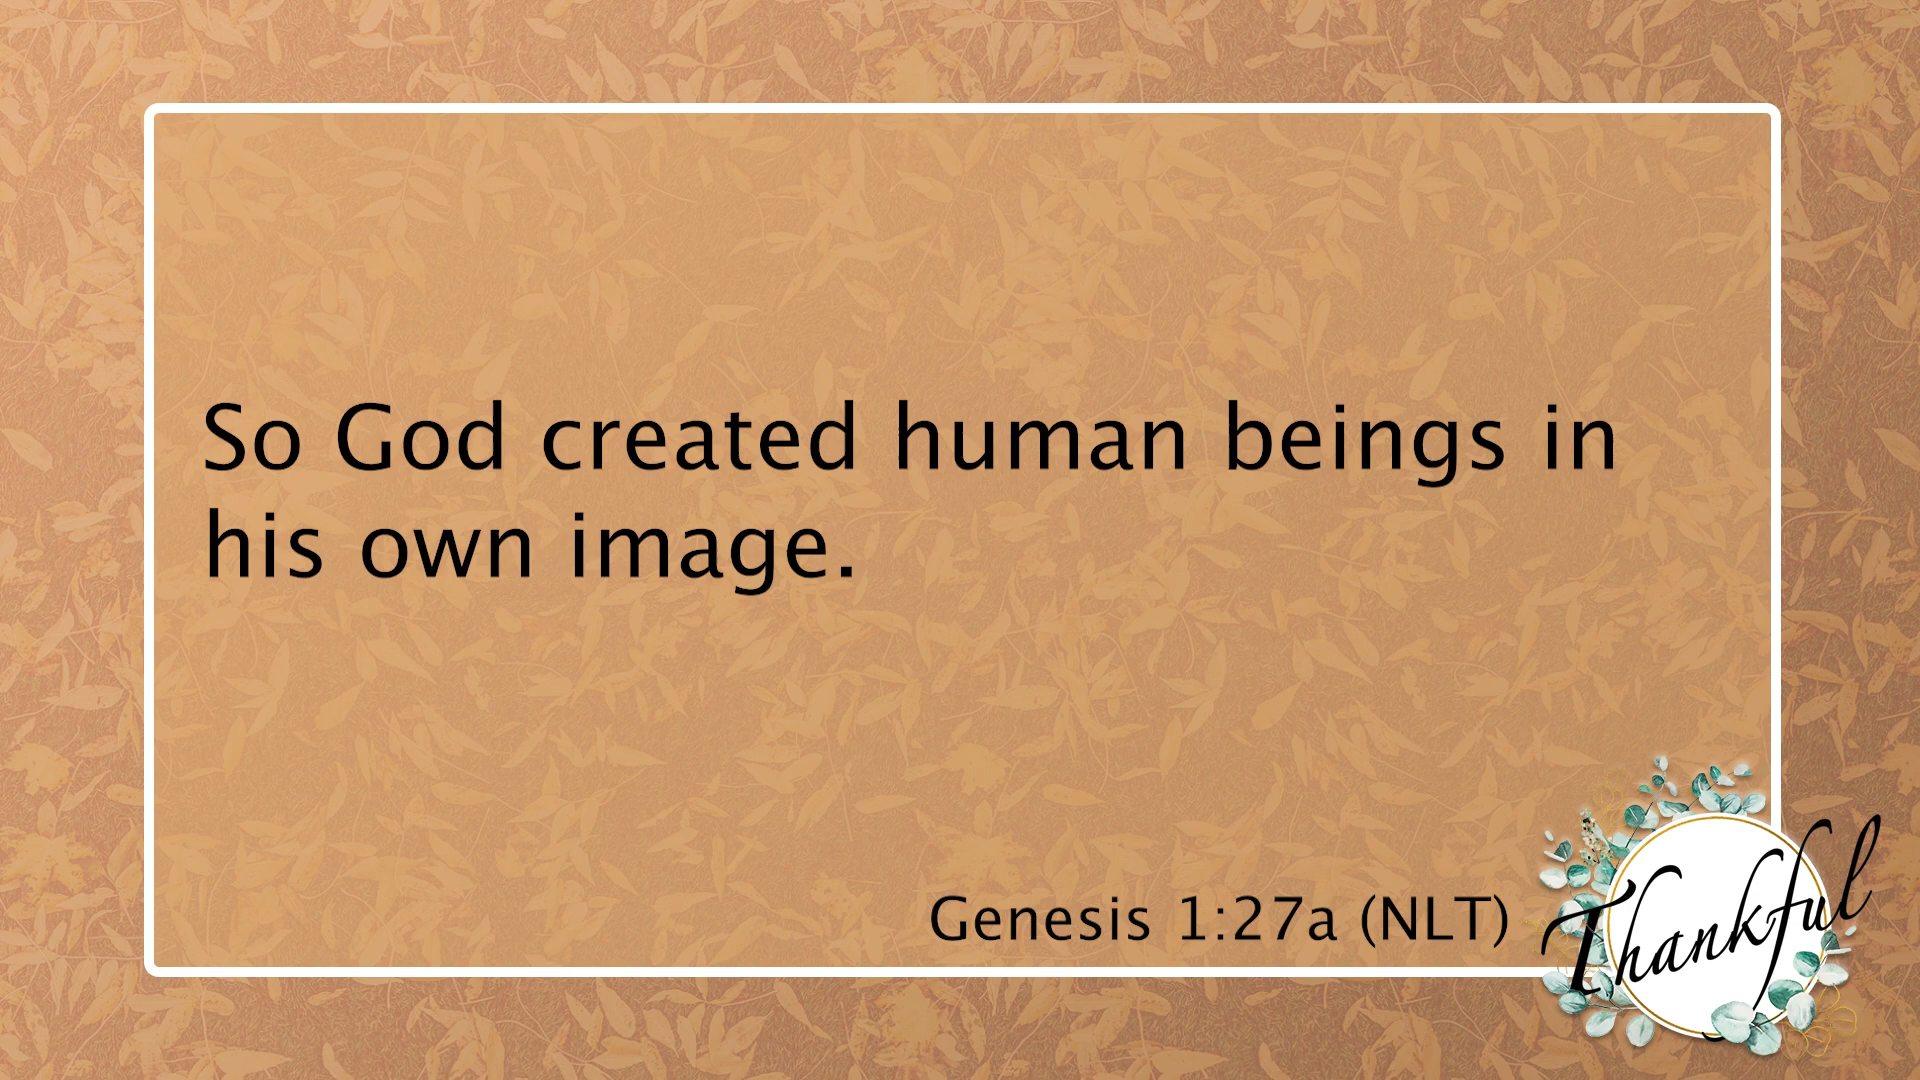 So God created human beings in
his own image.
Genesis 1:27a (NLT)
Thankful